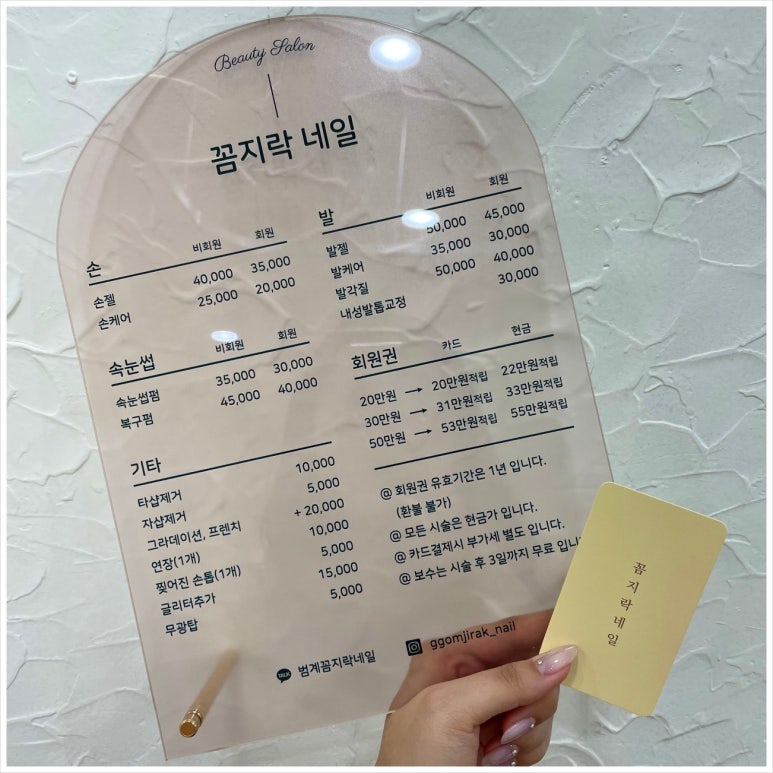 Beauty Salon
꼼지락 네일
손 비회원 회원
손젤 40,000 35,000
손케어 25,000 20,000
발 비회원 회원
발젤 50,000 45,000
발케어 35,000 30,000
발각질 50,000 40,000
내성발톱교정 30,000
속눈썹 비회원 회원
속눈썹펌 35,000 30,000
복구펌 45,000 40,000
회원권 카드 현금
20만원 → 20만원적립 22만원적립
30만원 → 31만원적립 33만원적립
50만원 → 53만원적립 55만원적립
기타
타샵제거 10,000
자샵제거 5,000
그라데이션, 프렌치 +20,000
연장(1개) 10,000
찢어진 손톱(1개) 5,000
글리터추가 15,000
무광탑 5,000
@ 회원권 유효기간은 1년 입니다.
(환불 불가)
@ 모든 시술은 현금가 입니다.
@ 카드결제시 부가세 별도 입니다.
@ 보수는 시술 후 3일까지 무료
TALK 범계꼼지락네일
ggomjirak_nail
꼼지락네일